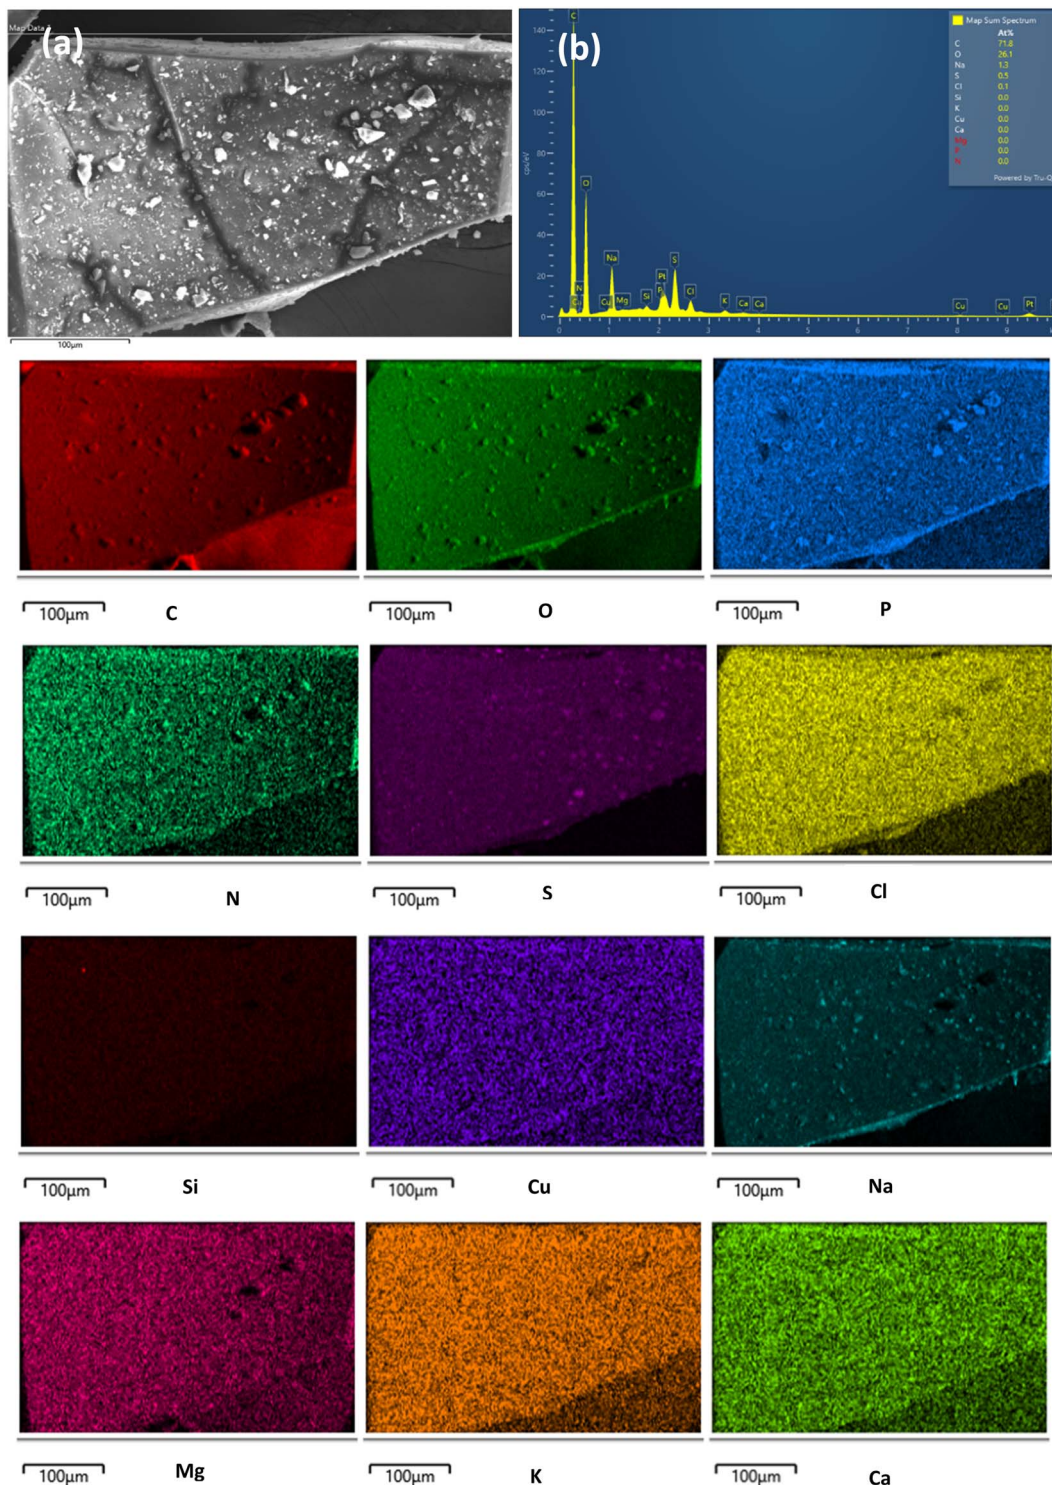 Map Data
(a)
100µm
(b)
Map Sum Spectrum
At%
C 71.8
O 26.1
Na 1.3
S 0.5
Cl 0.1
Si 0.0
K 0.0
Cu 0.0
Ca 0.0
Mg 0.0
P 0.0
N 0.0
Powered by Tru-Q
cps/eV
140
120
100
80
60
40
20
0
C
O
N
Cu
Na
Cu
Mg
Si
P
Pt
S
Cl
K
Ca
Ca
Cu
Cu
Pt
0 1 2 3 4 5 6 7 8 9
100µm C
100µm O
100µm P
100µm N
100µm S
100µm Cl
100µm Si
100µm Cu
100µm Na
100µm Mg
100µm K
100µm Ca